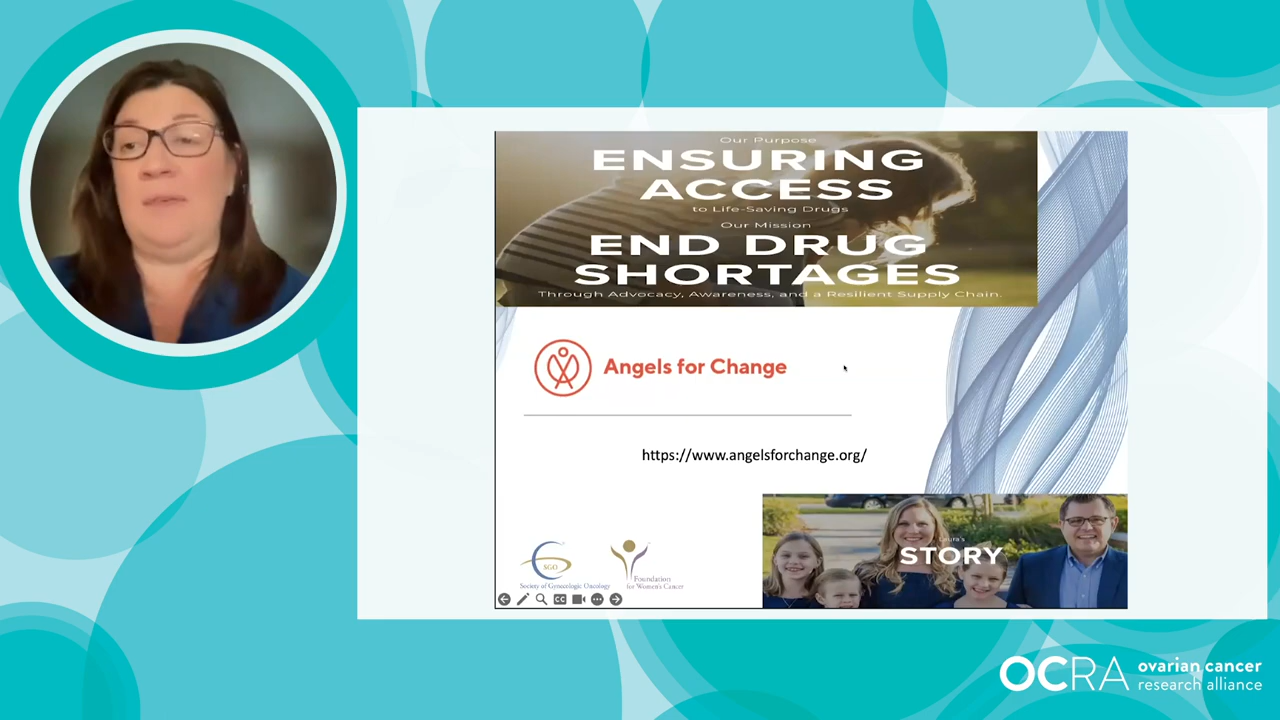 Our Purpose
ENSURING
ACCESS
to Life-Saving Drugs
Our Mission
END DRUG
SHORTAGES
Through Advocacy, Awareness, and a Resilient Supply Chain.
Angels for Change
https://www.angelsforchange.org/
Laura's
STORY
SGO
Society of Gynecologic Oncology
Foundation
for Women's Cancer
CC
OCRA
ovarian cancer
research alliance